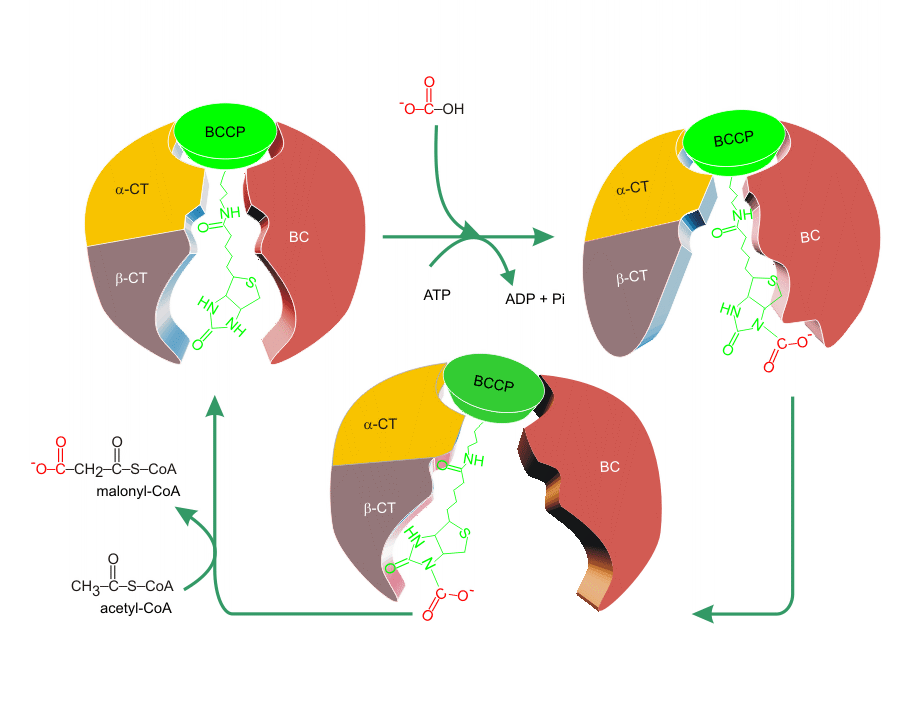 O
-O-C-OH
BCCP
α-CT
β-CT
BC
NH
O
S
HN
NH
O
ATP
ADP + Pi
BCCP
α-CT
β-CT
BC
NH
O
S
HN
N
O
C-O-
O
BCCP
α-CT
β-CT
BC
NH
O
S
HN
N
O
C-O-
O
O O
-O-C-CH2-C-S-CoA
malonyl-CoA
O
CH3-C-S-CoA
acetyl-CoA